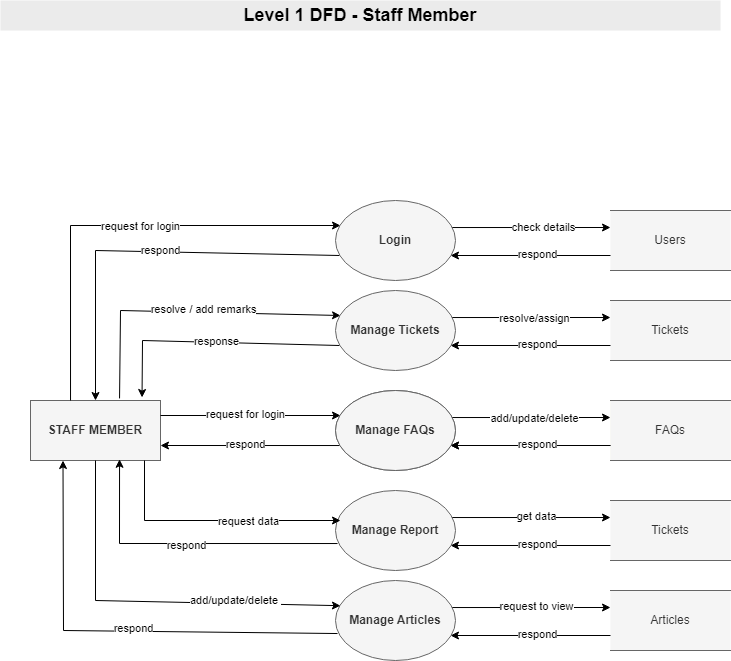 Level 1 DFD - Staff Member
request for login
Login
check details
Users
respond
respond
resolve / add remarks
Manage Tickets
resolve/assign
Tickets
response
respond
STAFF MEMBER
request for login
Manage FAQs
add/update/delete
FAQs
respond
respond
request data
Manage Report
get data
Tickets
respond
respond
add/update/delete
Manage Articles
request to view
Articles
respond
respond